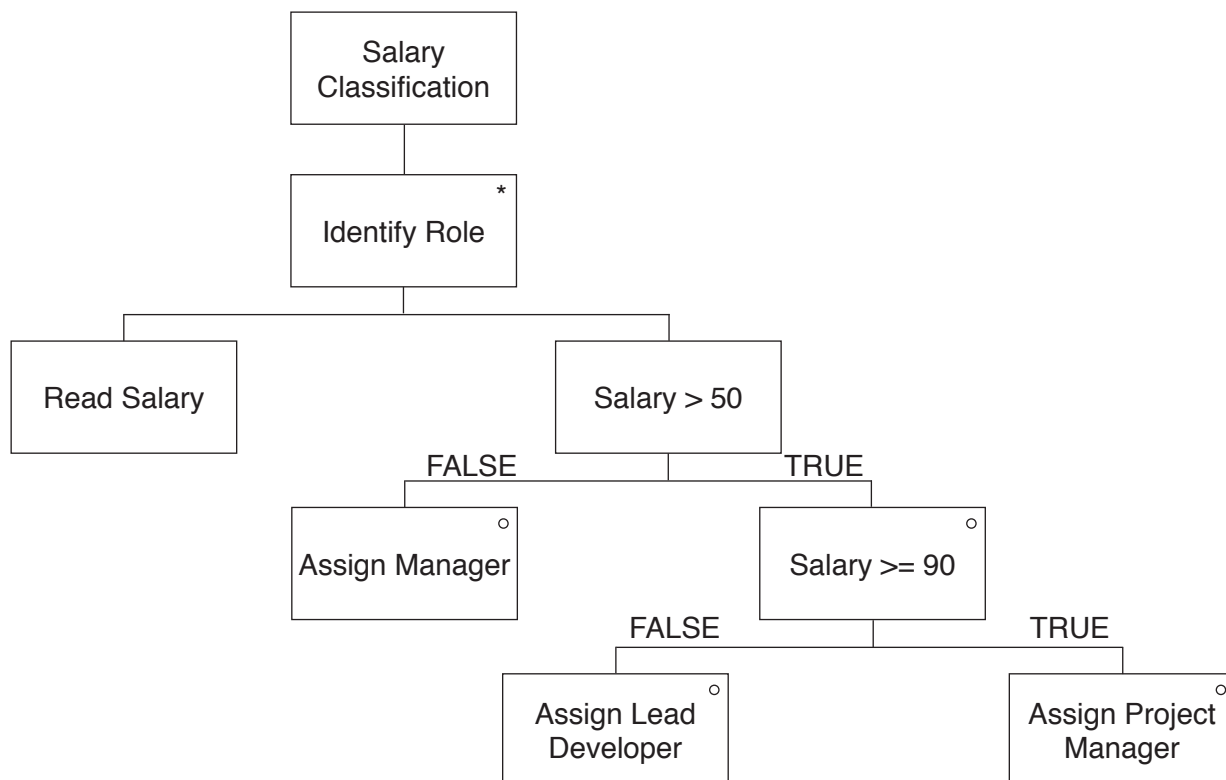 Salary
Classification
*
Identify Role
Read Salary
Salary > 50
FALSE
TRUE
Assign Manager
Salary >= 90
FALSE
TRUE
Assign Lead
Developer
Assign Project
Manager